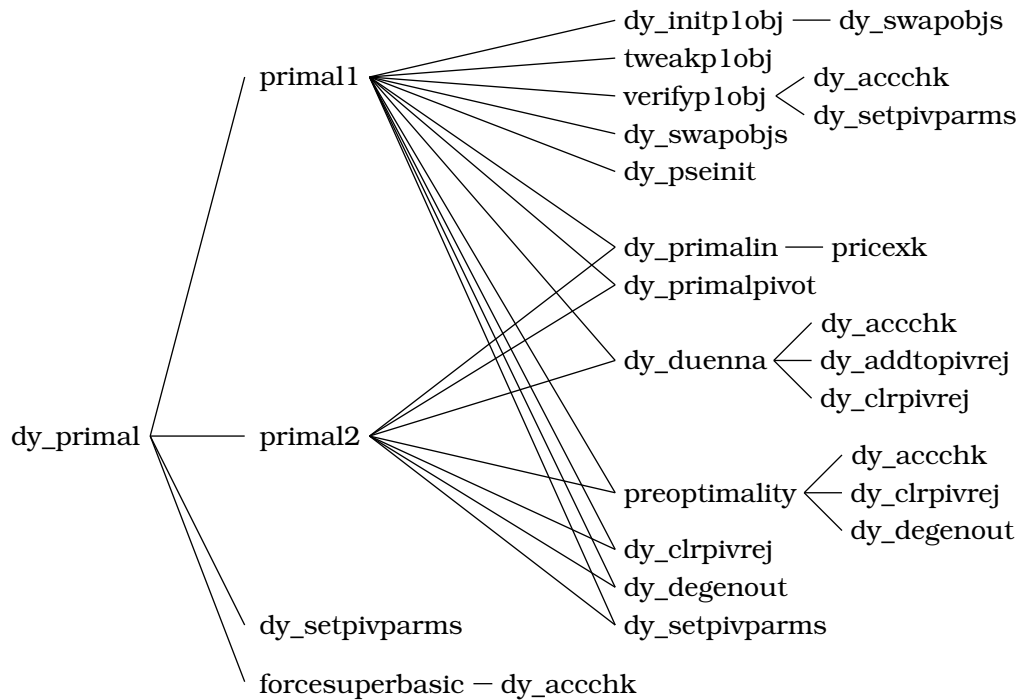 dy_initp1obj
dy_swapobjs
tweakp1obj
primal1
dy_accchk
verifyp1obj
dy_setpivparms
dy_swapobjs
dy_pseinit
dy_primalin
pricexk
dy_primalpivot
dy_accchk
dy_duenna
dy_addtopivrej
dy_clrpivrej
dy_primal
primal2
dy_accchk
preoptimality
dy_clrpivrej
dy_degenout
dy_clrpivrej
dy_degenout
dy_setpivparms
dy_setpivparms
forcesuperbasic
dy_accchk